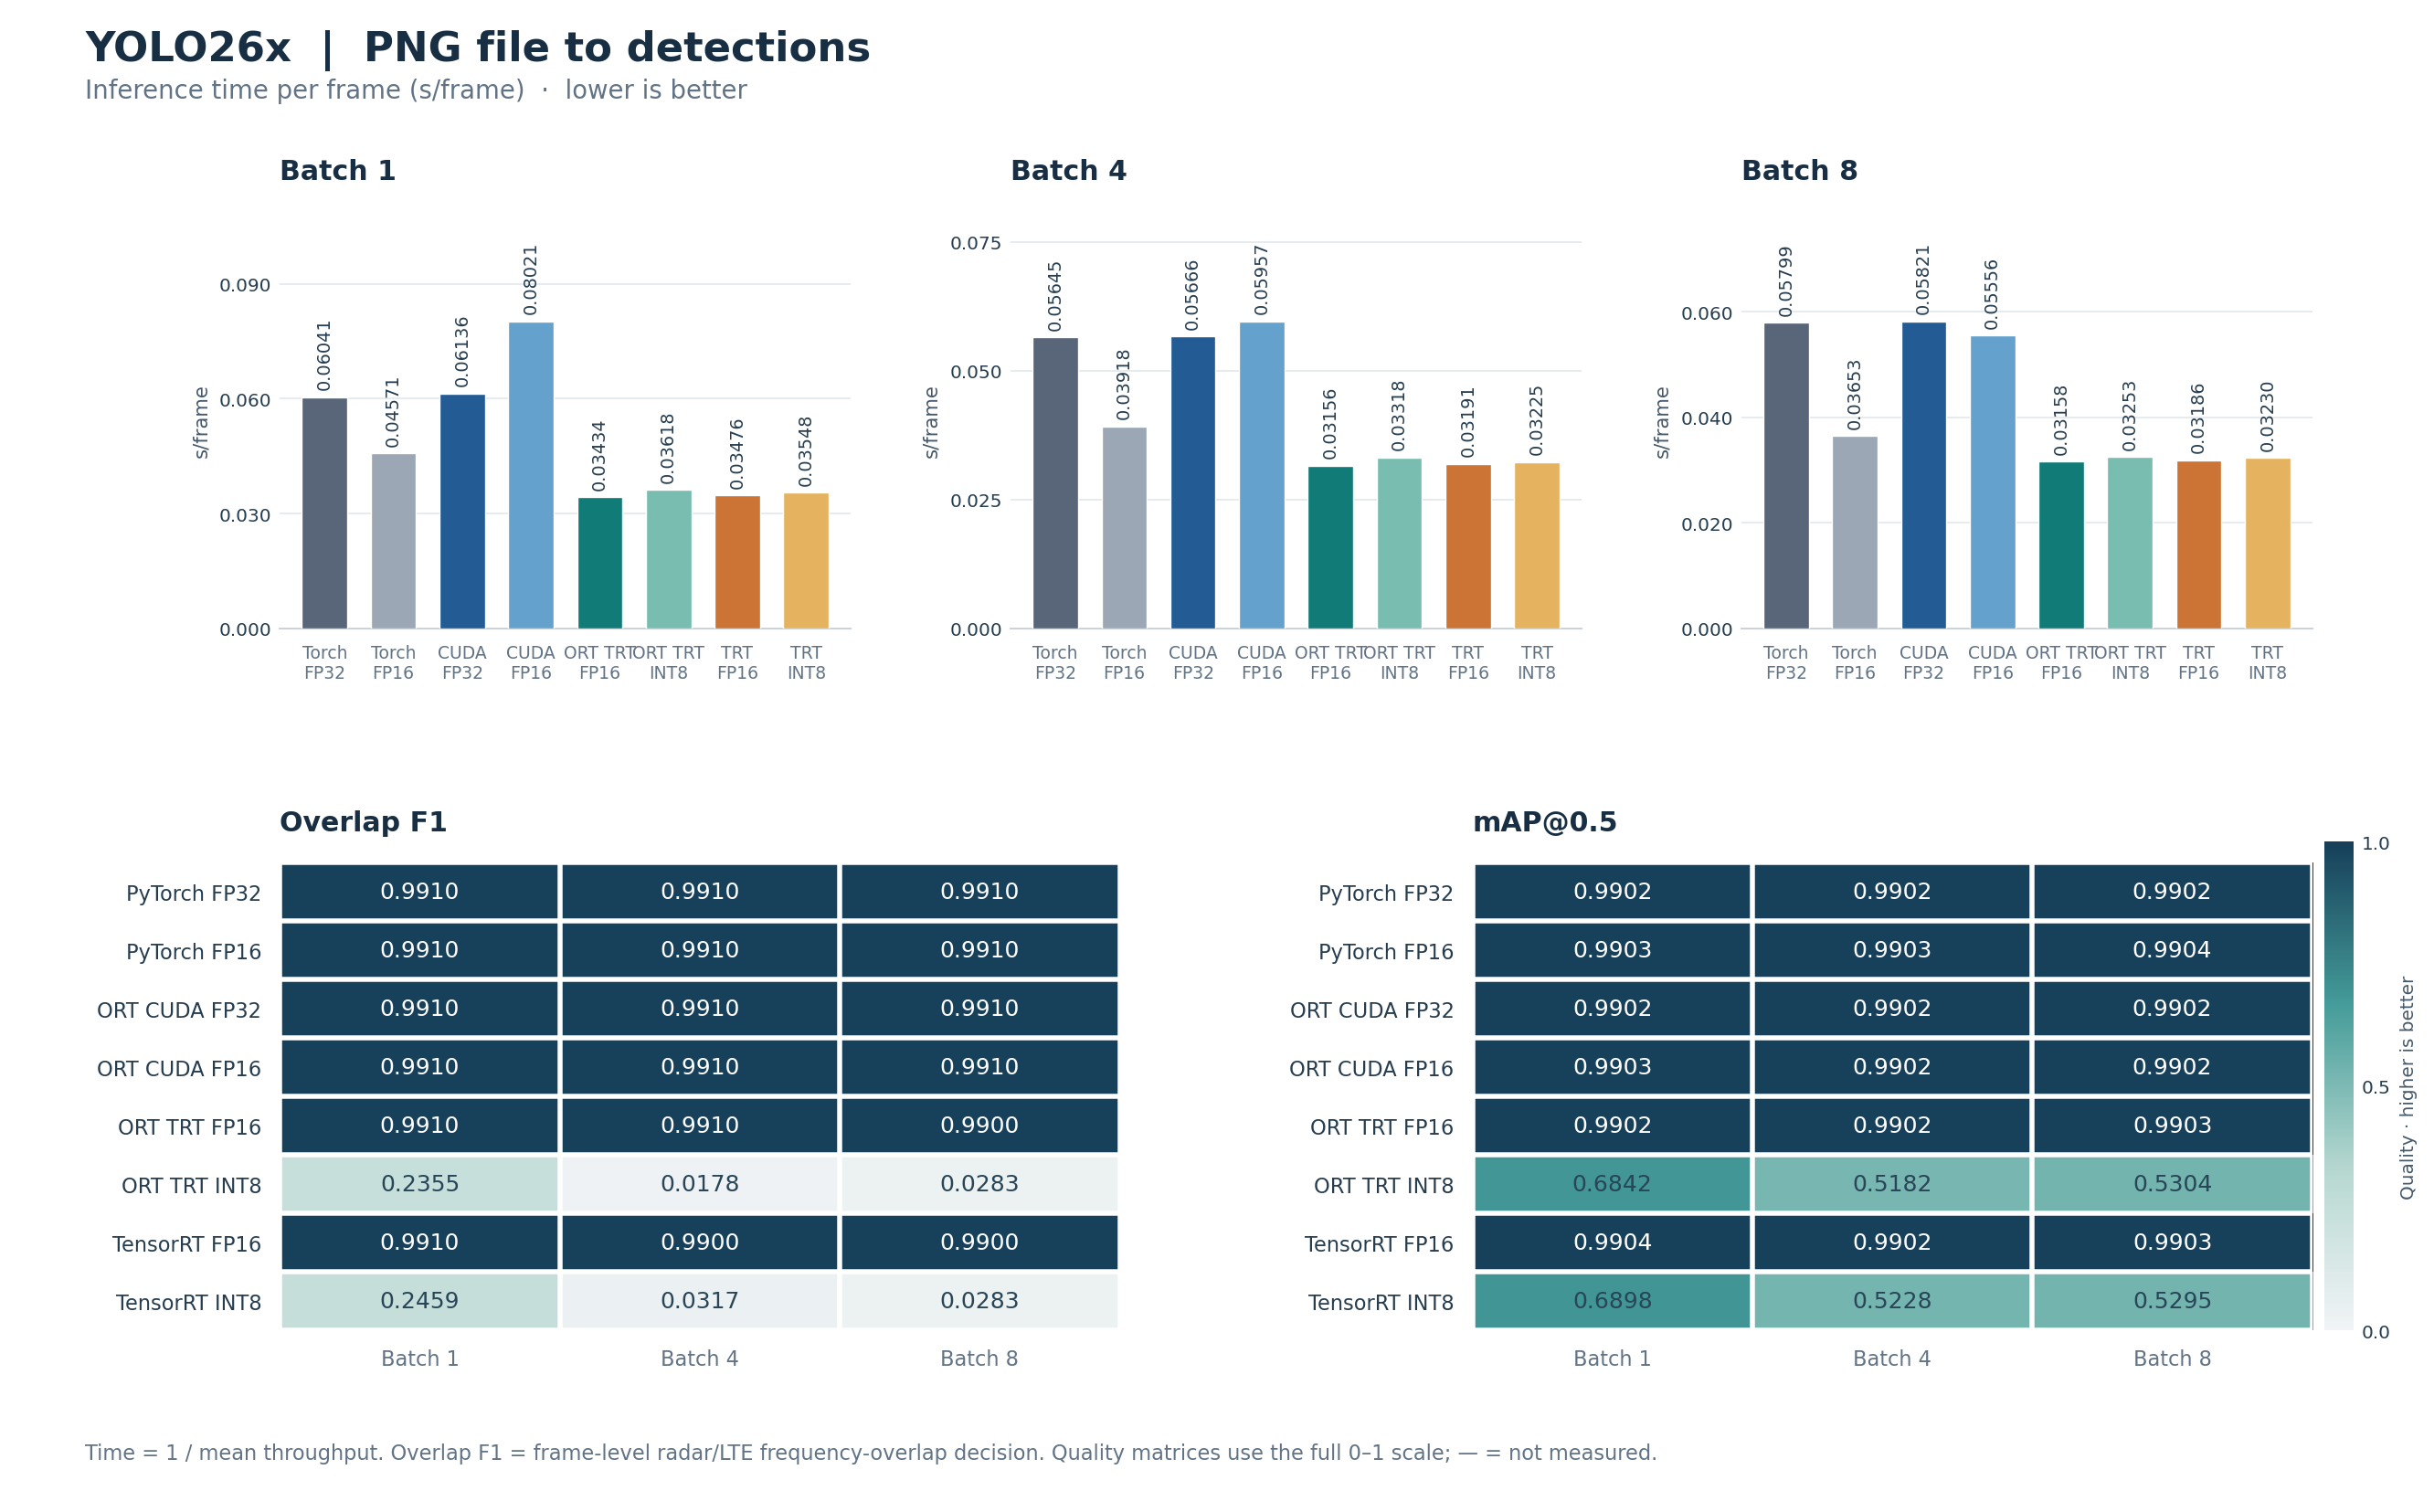 YOLO26x | PNG file to detections
Inference time per frame (s/frame) · lower is better
Batch 1
s/frame
0.090
0.060
0.030
0.000
0.06041
0.04571
0.06136
0.08021
0.03434
0.03618
0.03476
0.03548
Torch FP32
Torch FP16
CUDA FP32
CUDA FP16
ORT TRT FP16
ORT TRT INT8
TRT FP16
TRT INT8
Batch 4
s/frame
0.075
0.050
0.025
0.000
0.05645
0.03918
0.05666
0.05957
0.03156
0.03318
0.03191
0.03225
Torch FP32
Torch FP16
CUDA FP32
CUDA FP16
ORT TRT FP16
ORT TRT INT8
TRT FP16
TRT INT8
Batch 8
s/frame
0.060
0.040
0.020
0.000
0.05799
0.03653
0.05821
0.05556
0.03158
0.03253
0.03186
0.03230
Torch FP32
Torch FP16
CUDA FP32
CUDA FP16
ORT TRT FP16
ORT TRT INT8
TRT FP16
TRT INT8
Overlap F1
PyTorch FP32 0.9910 0.9910 0.9910
PyTorch FP16 0.9910 0.9910 0.9910
ORT CUDA FP32 0.9910 0.9910 0.9910
ORT CUDA FP16 0.9910 0.9910 0.9910
ORT TRT FP16 0.9910 0.9910 0.9900
ORT TRT INT8 0.2355 0.0178 0.0283
TensorRT FP16 0.9910 0.9900 0.9900
TensorRT INT8 0.2459 0.0317 0.0283
Batch 1 Batch 4 Batch 8
mAP@0.5
PyTorch FP32 0.9902 0.9902 0.9902
PyTorch FP16 0.9903 0.9903 0.9904
ORT CUDA FP32 0.9902 0.9902 0.9902
ORT CUDA FP16 0.9903 0.9902 0.9902
ORT TRT FP16 0.9902 0.9902 0.9903
ORT TRT INT8 0.6842 0.5182 0.5304
TensorRT FP16 0.9904 0.9902 0.9903
TensorRT INT8 0.6898 0.5228 0.5295
Batch 1 Batch 4 Batch 8
1.0
0.5
0.0
Quality · higher is better
Time = 1 / mean throughput. Overlap F1 = frame-level radar/LTE frequency-overlap decision. Quality matrices use the full 0–1 scale; — = not measured.